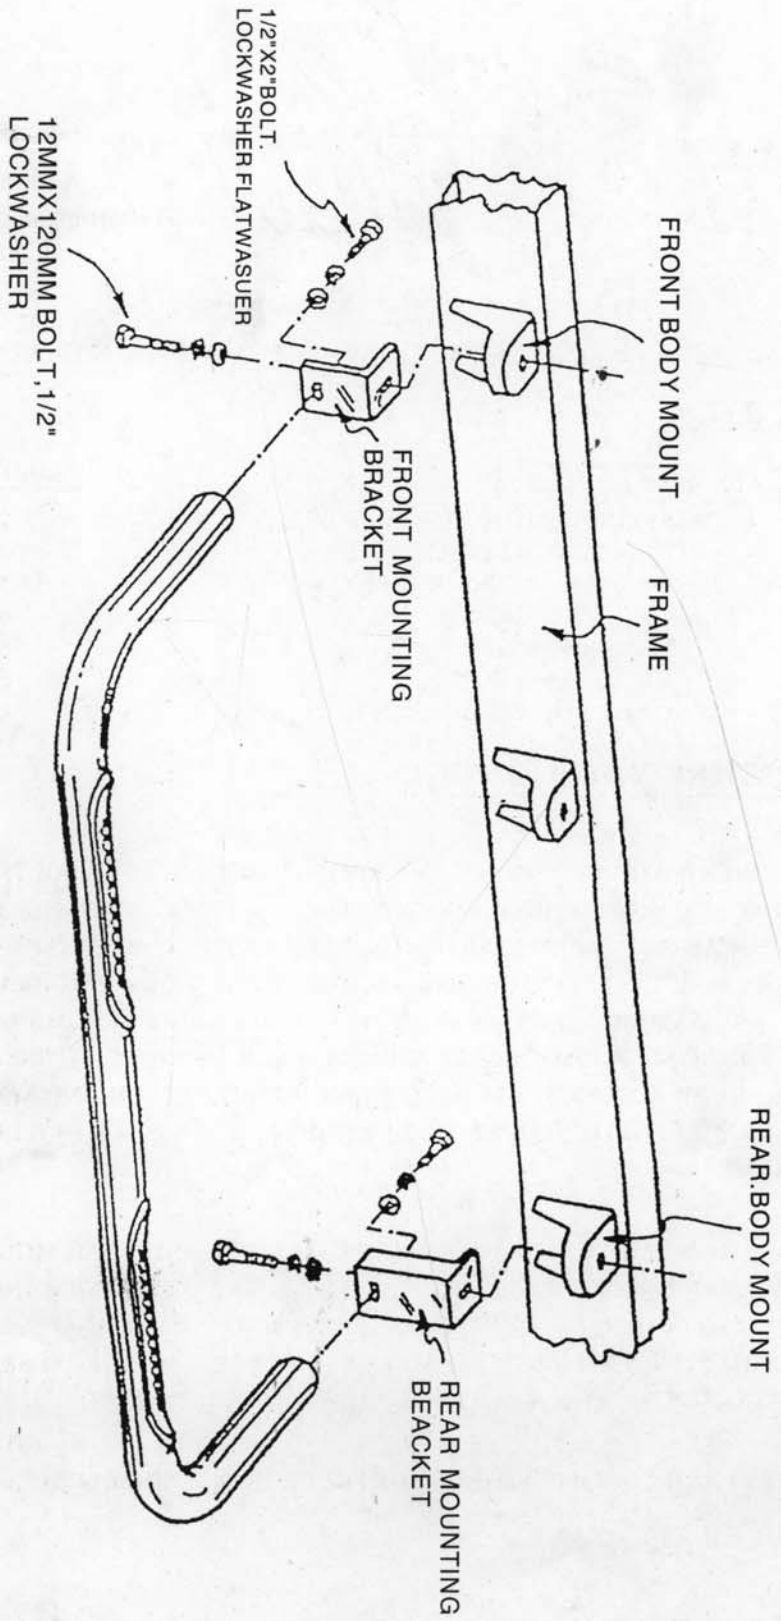 FRONT BODY MOUNT
FRAME
REAR.BODY MOUNT
1/2"X2"BOLT.
LOCKWASHER FLATWASUER
FRONT MOUNTING
BRACKET
REAR MOUNTING
BEACKET
12MMX120MM BOLT,1/2"
LOCKWASHER